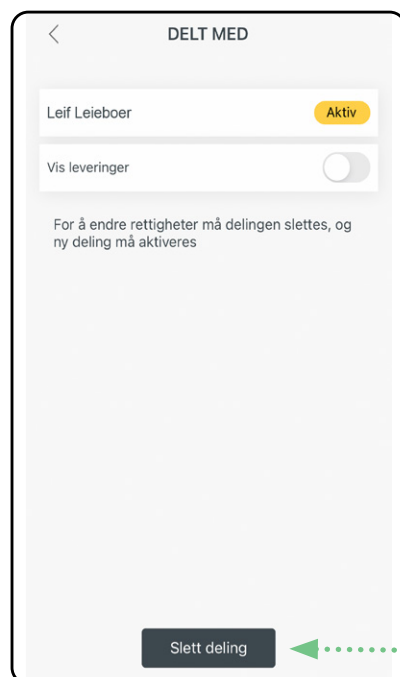 DELT MED
Leif Leieboer
Aktiv
Vis leveringer
For å endre rettigheter må delingen slettes, og
ny deling må aktiveres
Slett deling